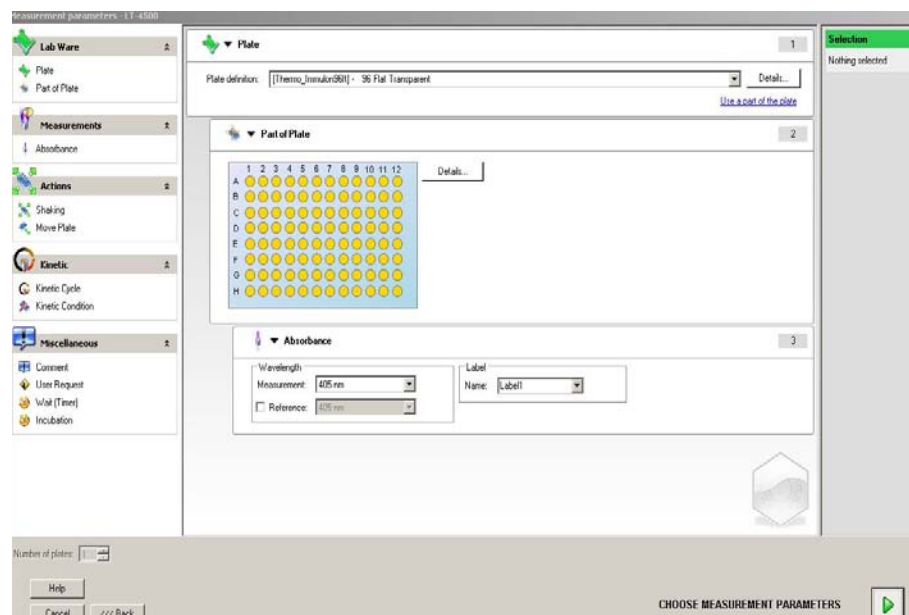 Measurement parameters - LT-4500
Lab Ware
Plate
Part of Plate
Measurements
Absorbance
Actions
Shaking
Move Plate
Kinetic
Kinetic Cycle
Kinetic Condition
Miscellaneous
Comment
User Request
Wait (Timer)
Incubation
Plate 1
Plate definition: [Thermo_Immulon96ft] - 96 Flat Transparent Details...
Use a part of the plate
Part of Plate 2
1 2 3 4 5 6 7 8 9 10 11 12
A
B
C
D
E
F
G
H
Details...
Absorbance 3
Wavelength
Measurement: 405 nm
Reference: 405 nm
Label
Name: Label1
Selection
Nothing selected
Number of plates: 1
Help
Cancel <<< Back
CHOOSE MEASUREMENT PARAMETERS